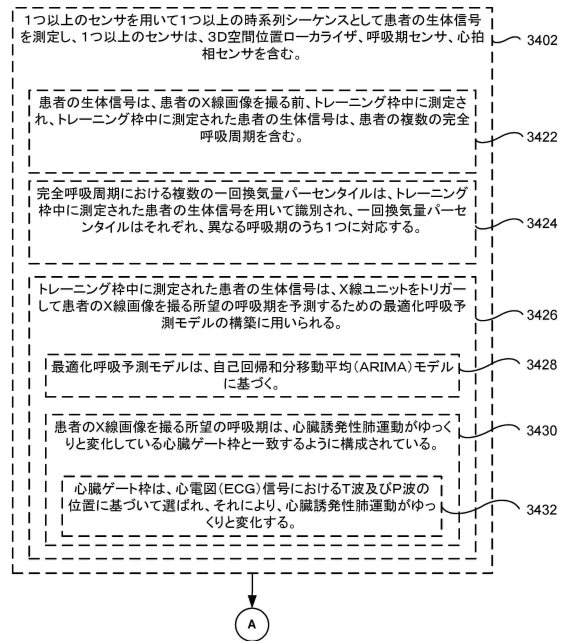 1つ以上のセンサを用いて1つ以上の時系列シーケンスとして患者の生体信号
を測定し、1つ以上のセンサは、3D空間位置ローカライザ、呼吸期センサ、心拍
相センサを含む。
3402
患者の生体信号は、患者のX線画像を撮る前、トレーニング枠中に測定さ
れ、トレーニング枠中に測定された患者の生体信号は、患者の複数の完全
呼吸周期を含む。
3422
完全呼吸周期における複数の一回換気量パーセンタイルは、トレーニング
枠中に測定された患者の生体信号を用いて識別され、一回換気量パーセ
ンタイルはそれぞれ、異なる呼吸期のうち1つに対応する。
3424
トレーニング枠中に測定された患者の生体信号は、X線ユニットをトリガー
して患者のX線画像を撮る所望の呼吸期を予測するための最適化呼吸予
測モデルの構築に用いられる。
3426
最適化呼吸予測モデルは、自己回帰和分移動平均(ARIMA)モデル
に基づく。
3428
患者のX線画像を撮る所望の呼吸期は、心臓誘発性肺運動がゆっく
りと変化している心臓ゲート枠と一致するように構成されている。
3430
心臓ゲート枠は、心電図(ECG)信号におけるT波及びP波の
位置に基づいて選ばれ、それにより、心臓誘発性肺運動がゆっ
くりと変化する。
3432
A